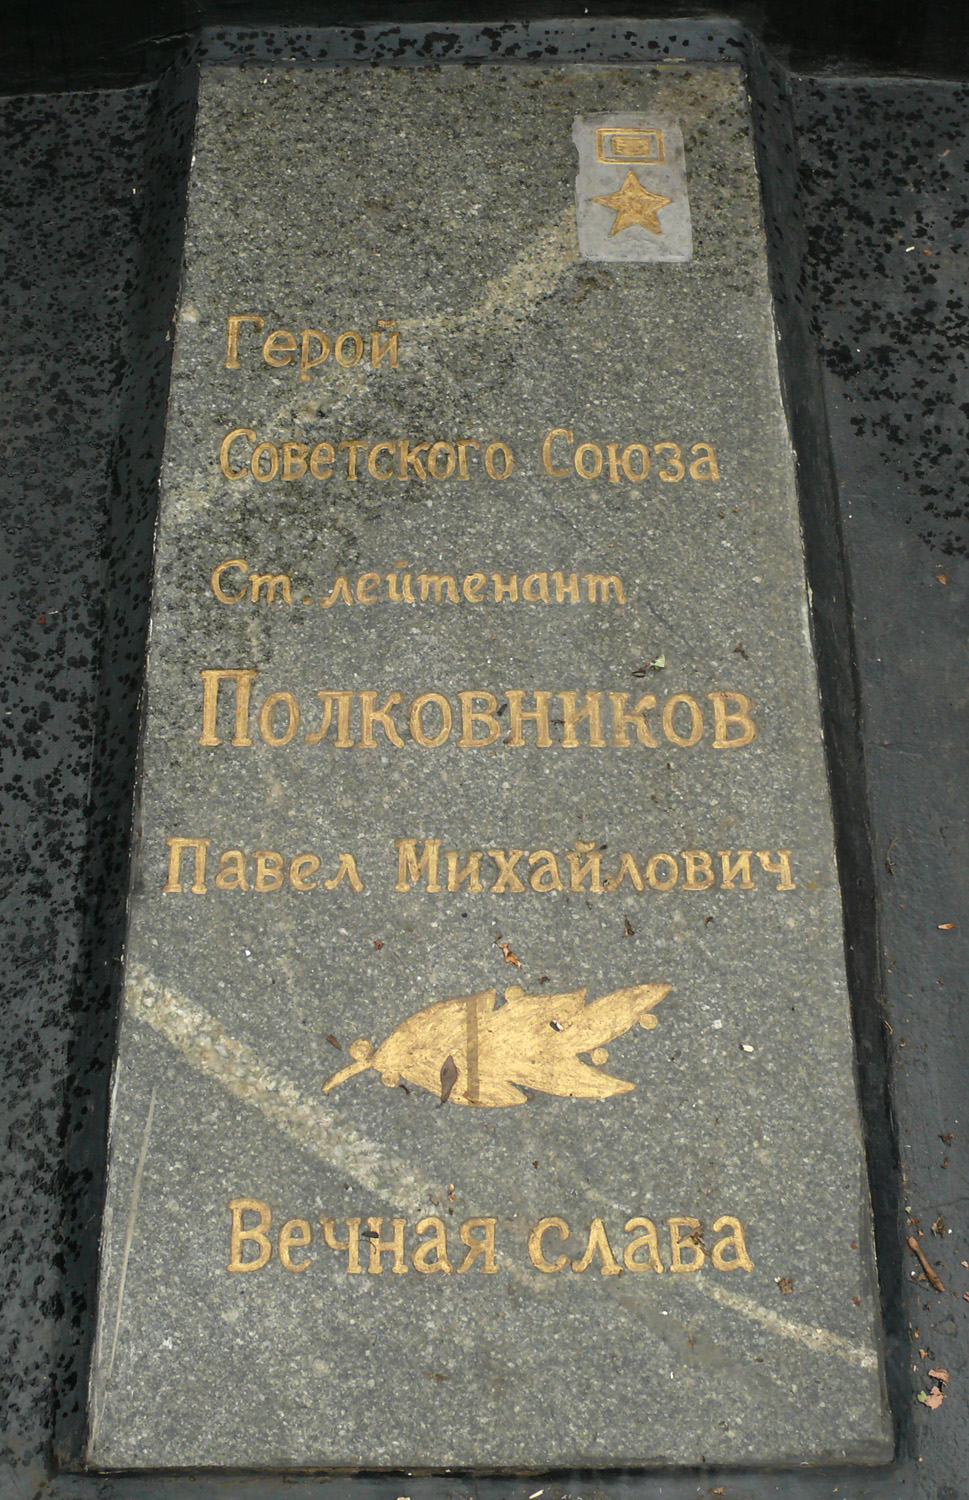 Герой
Советского Союза
Ст. лейтенант
Полковников
Павел Михайлович
Вечная слава